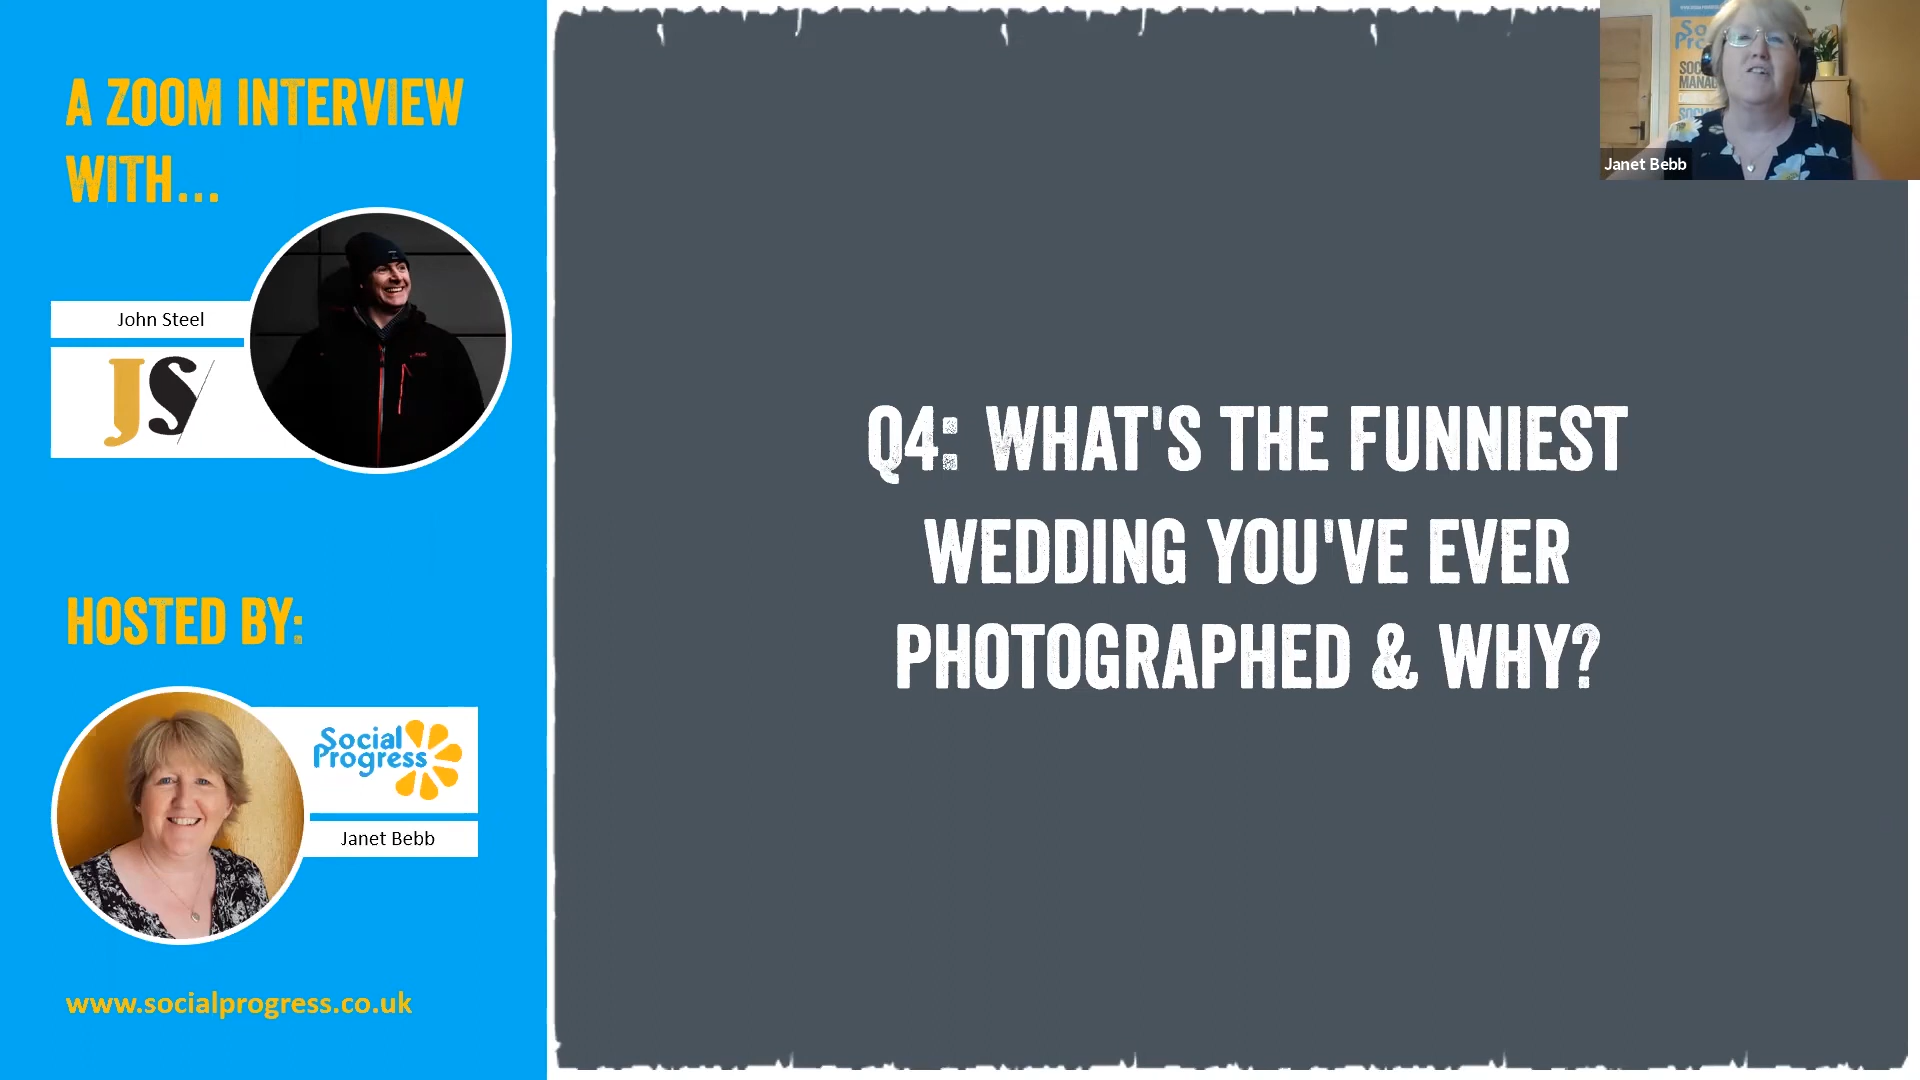 A ZOOM INTERVIEW
WITH...
John Steel
JS
HOSTED BY:
Social
Progress
Janet Bebb
www.socialprogress.co.uk
Q4: WHAT'S THE FUNNIEST
WEDDING YOU'VE EVER
PHOTOGRAPHED & WHY?
Janet Bebb